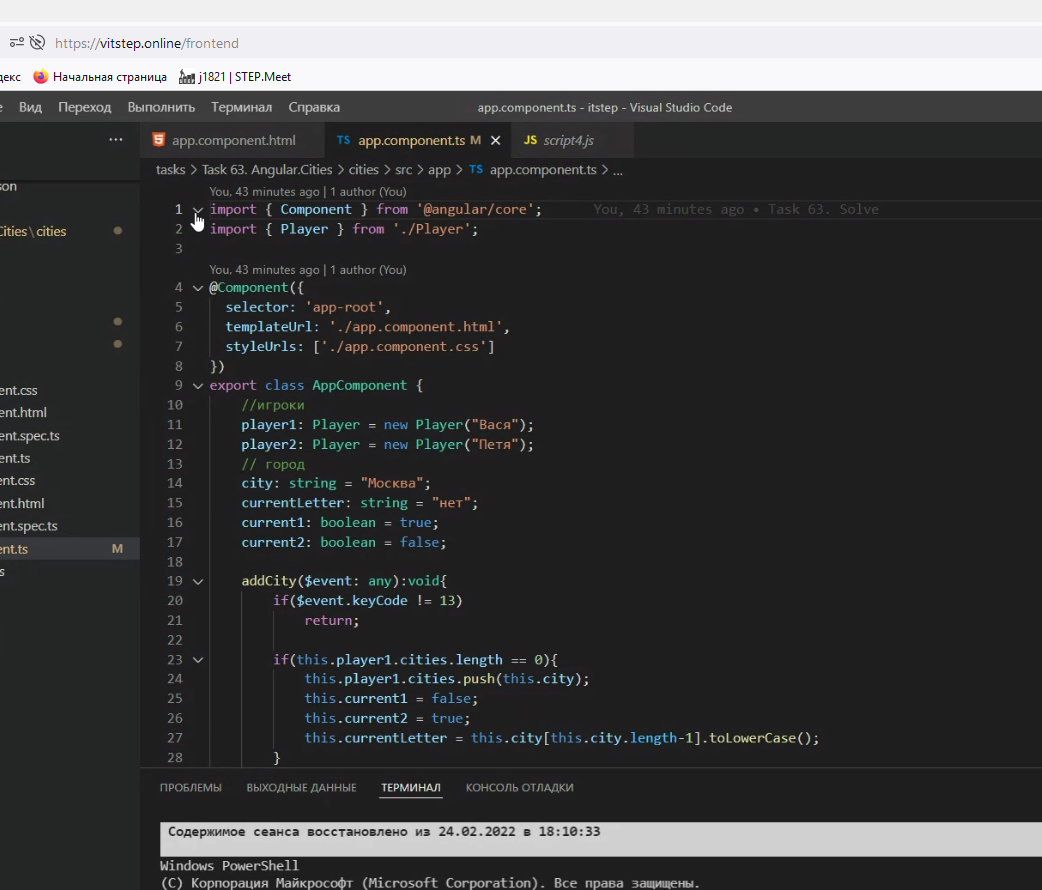 https://vitstep.online/frontend
Начальная страница
j1821 | STEP.Meet
Вид Переход Выполнить Терминал Справка app.component.ts - itstep - Visual Studio Code
... app.component.html TS app.component.ts M × JS script4.js
tasks > Task 63. Angular.Cities > cities > src > app > TS app.component.ts > ...
You, 43 minutes ago | 1 author (You)
1 import { Component } from '@angular/core'; You, 43 minutes ago • Task 63. Solve
2 import { Player } from './Player';
3
You, 43 minutes ago | 1 author (You)
4 @Component({
5 selector: 'app-root',
6 templateUrl: './app.component.html',
7 styleUrls: ['./app.component.css']
8 })
9 export class AppComponent {
10 //игроки
11 player1: Player = new Player("Вася");
12 player2: Player = new Player("Петя");
13 // город
14 city: string = "Москва";
15 currentLetter: string = "нет";
16 current1: boolean = true;
17 current2: boolean = false;
18
19 addCity($event: any):void{
20 if($event.keyCode != 13)
21 return;
22
23 if(this.player1.cities.length == 0){
24 this.player1.cities.push(this.city);
25 this.current1 = false;
26 this.current2 = true;
27 this.currentLetter = this.city[this.city.length-1].toLowerCase();
28 }
son
Cities\cities
ent.css
ent.html
ent.spec.ts
ent.ts
ent.css
ent.html
ent.spec.ts
ent.ts M
s
ПРОБЛЕМЫ ВЫХОДНЫЕ ДАННЫЕ ТЕРМИНАЛ КОНСОЛЬ ОТЛАДКИ
Содержимое сеанса восстановлено из 24.02.2022 в 18:10:33
Windows PowerShell
(C) Корпорация Майкрософт (Microsoft Corporation). Все права защищены.